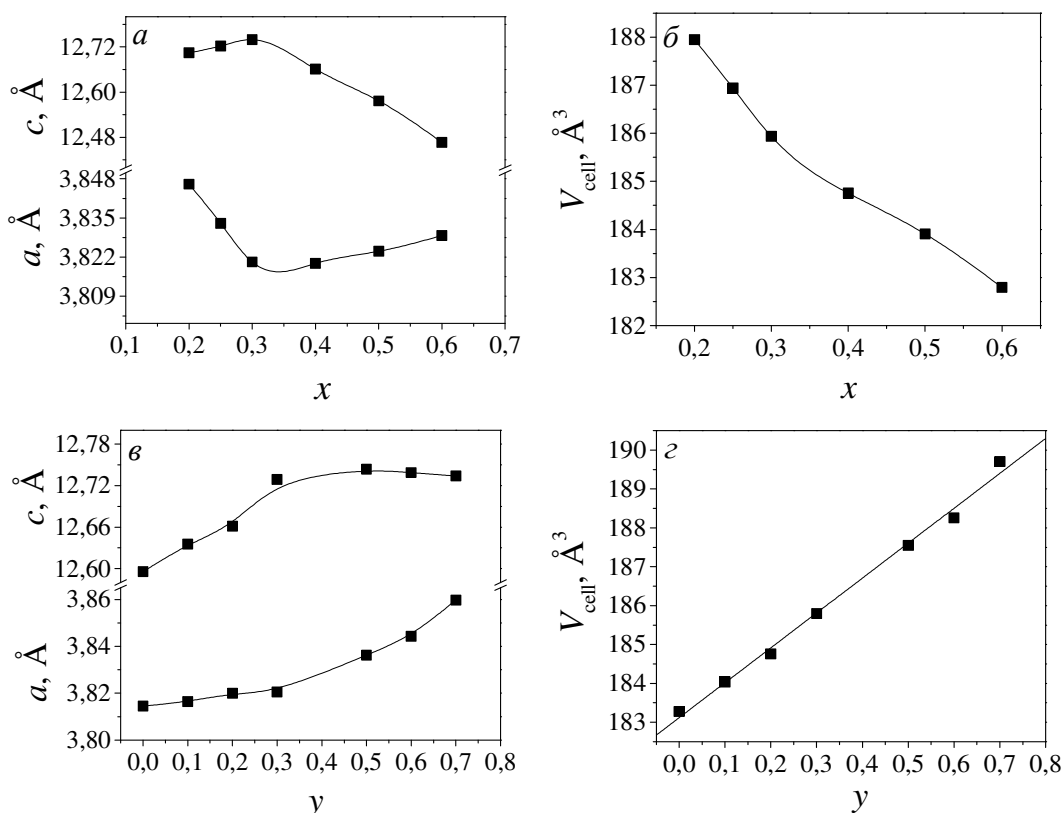 а
c, Å
12,72
12,60
12,48
a, Å
3,848
3,835
3,822
3,809
0,1 0,2 0,3 0,4 0,5 0,6 0,7
x
б
V_cell, Å³
188
187
186
185
184
183
182
0,2 0,3 0,4 0,5 0,6
x
в
c, Å
12,78
12,72
12,66
12,60
a, Å
3,86
3,84
3,82
3,80
0,0 0,1 0,2 0,3 0,4 0,5 0,6 0,7 0,8
y
г
V_cell, Å³
190
189
188
187
186
185
184
183
0,0 0,1 0,2 0,3 0,4 0,5 0,6 0,7 0,8
y